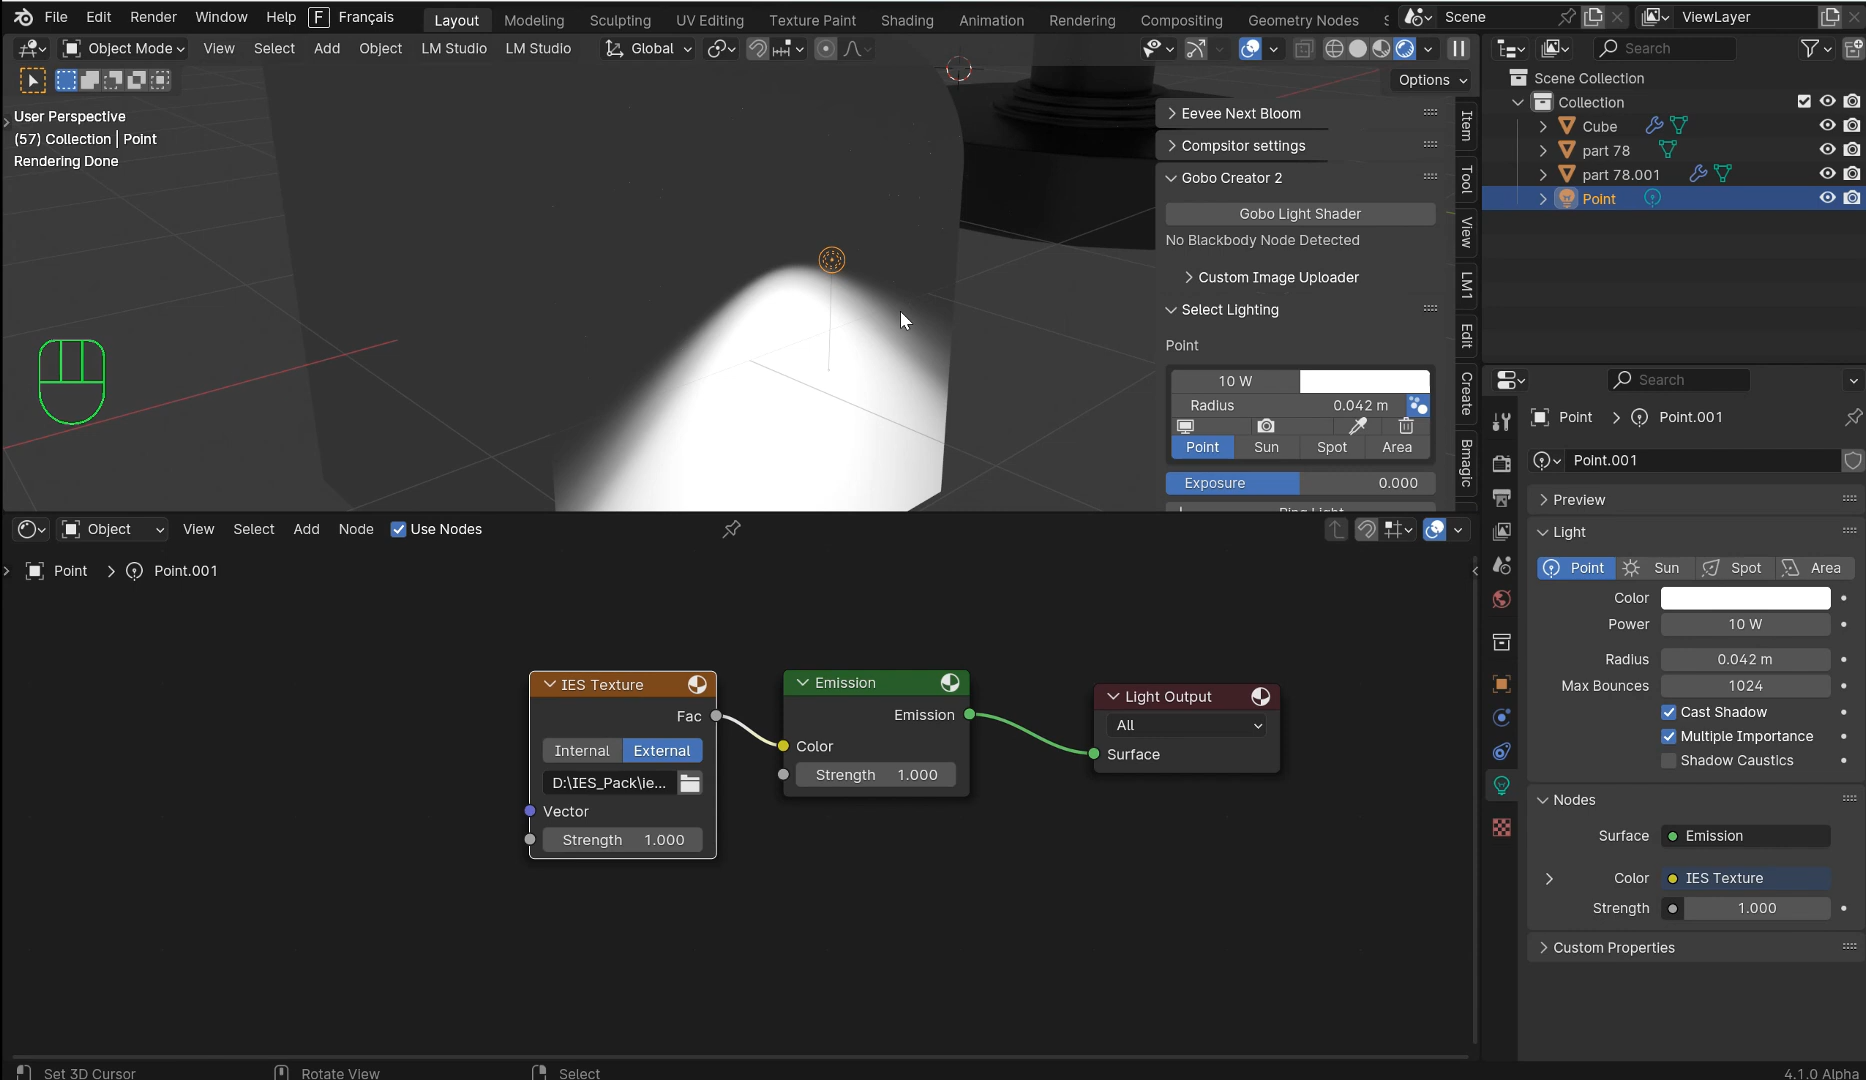 File Edit Render Window Help F Français Layout Modeling Sculpting UV Editing Texture Paint Shading Animation Rendering Compositing Geometry Nodes Scene ViewLayer
Object Mode View Select Add Object LM Studio LM Studio Global Search
Options
User Perspective
(57) Collection | Point
Rendering Done
Eevee Next Bloom
Compsitor settings
Gobo Creator 2
Gobo Light Shader
No Blackbody Node Detected
Custom Image Uploader
Select Lighting
Point
10 W
Radius 0.042 m
Point Sun Spot Area
Exposure 0.000
Ring Light
Item
Tool
View
LM1
Edit
Create
Bmagic
Scene Collection
Collection
Cube
part 78
part 78.001
Point
Search
Point > Point.001
Point.001
Preview
Light
Point Sun Spot Area
Color
Power 10 W
Radius 0.042 m
Max Bounces 1024
Cast Shadow
Multiple Importance
Shadow Caustics
Nodes
Surface Emission
Color IES Texture
Strength 1.000
Custom Properties
Object View Select Add Node Use Nodes
Point > Point.001
IES Texture
Fac
Internal External
D:\IES_Pack\ie...
Vector
Strength 1.000
Emission
Emission
Color
Strength 1.000
Light Output
All
Surface
Set 3D Cursor Rotate View Select 4.1.0 Alpha